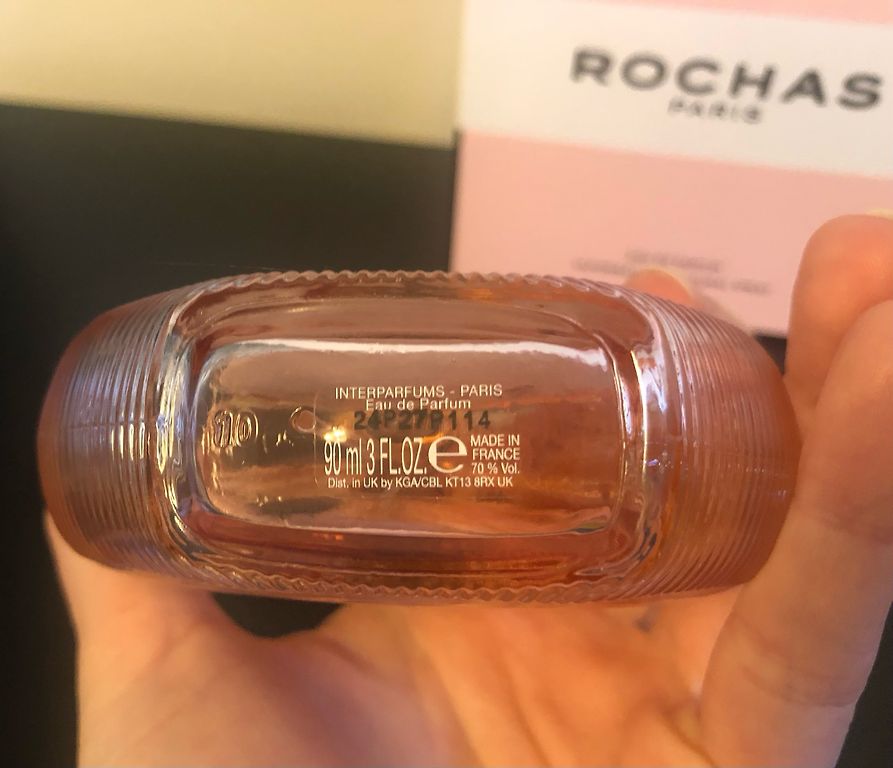 ROCHAS
PARIS
INTERPARFUMS - PARIS
Eau de Parfum
24P27P114
90 ml 3 FL.OZ. e MADE IN
FRANCE
70 % Vol.
Dist. in UK by KGA/CBL KT13 8RX UK